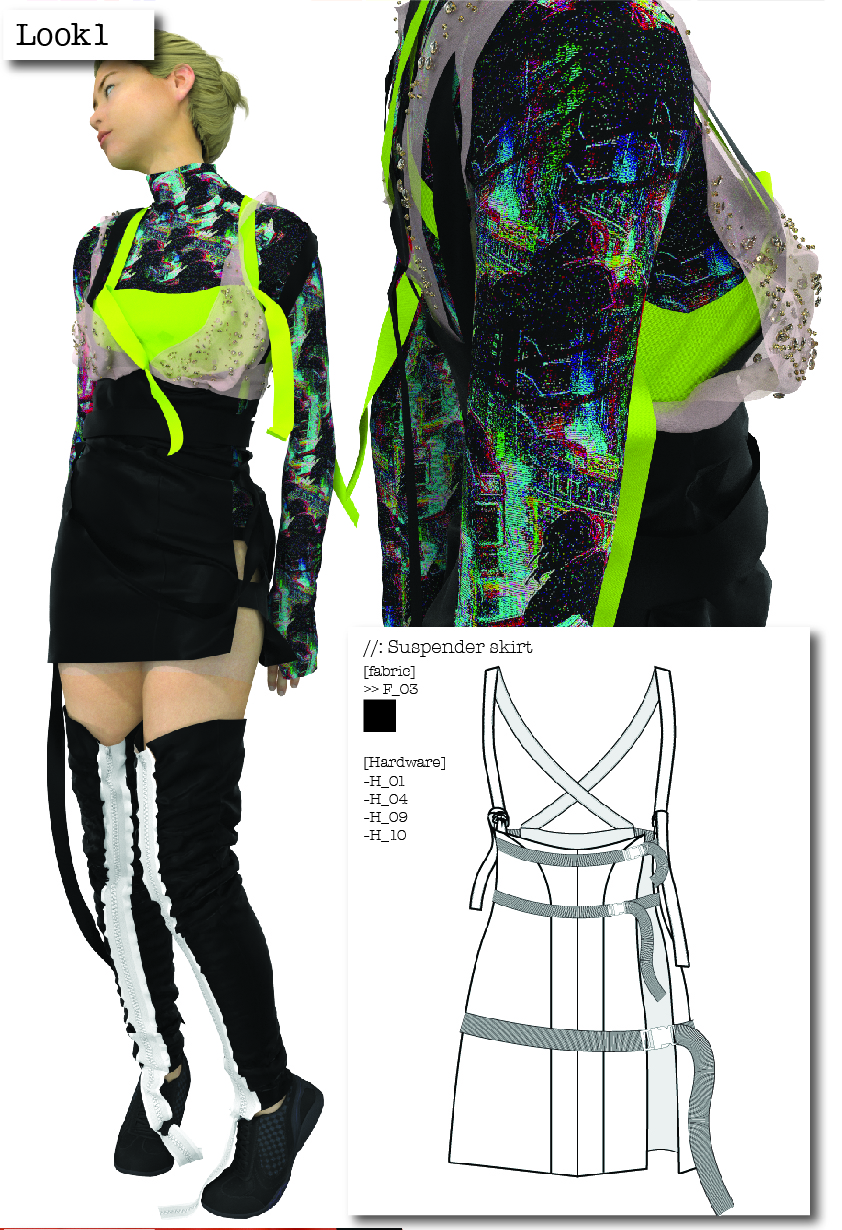 Look1
//: Suspender skirt
[fabric]
>> F_03
[Hardware]
-H_01
-H_04
-H_09
-H_10